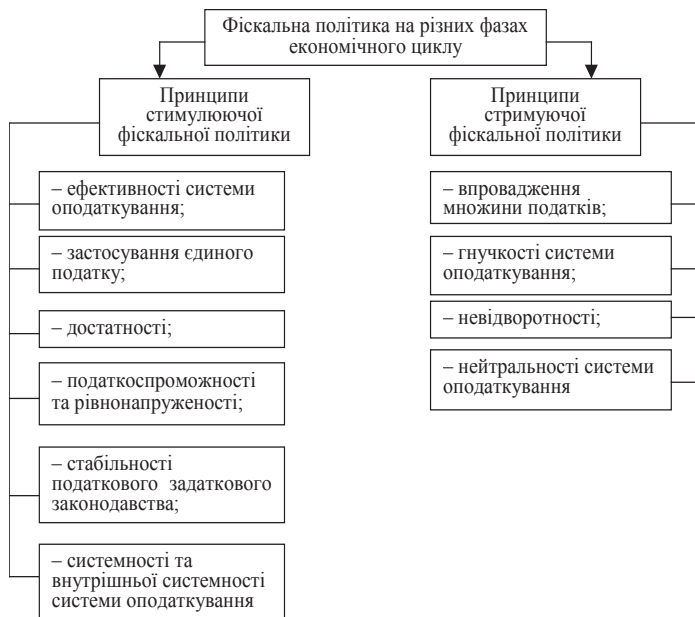 Фіскальна політика на різних фазах
економічного циклу
Принципи
стимулюючої
фіскальної політики
– ефективності системи
оподаткування;
– застосування єдиного
податку;
– достатності;
– податкоспроможності
та рівнонапруженості;
– стабільності
податкового задаткового
законодавства;
– системності та
внутрішньої системності
системи оподаткування
Принципи
стримуючої
фіскальної політики
– впровадження
множини податків;
– гнучкості системи
оподаткування;
– невідворотності;
– нейтральності системи
оподаткування